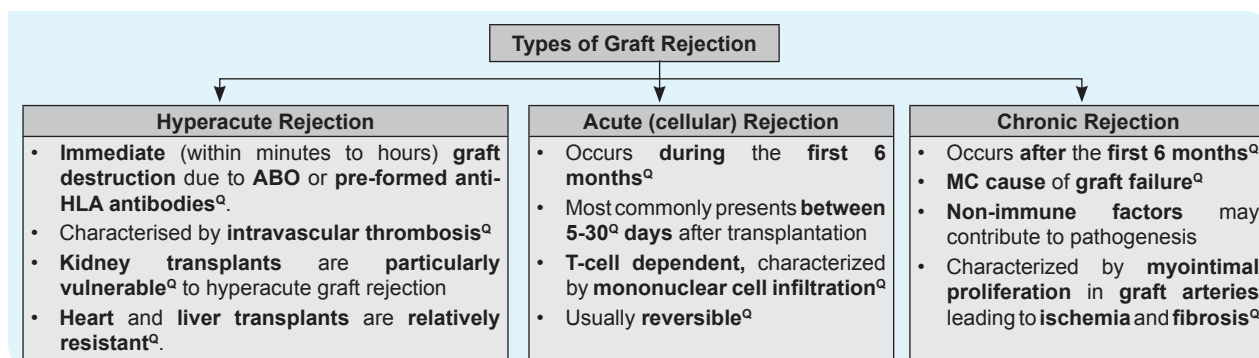 Types of Graft Rejection
Hyperacute Rejection
• Immediate (within minutes to hours) graft
destruction due to ABO or pre-formed anti-
HLA antibodiesQ.
• Characterised by intravascular thrombosisQ
• Kidney transplants are particularly
vulnerableQ to hyperacute graft rejection
• Heart and liver transplants are relatively
resistantQ.
Acute (cellular) Rejection
• Occurs during the first 6
monthsQ
• Most commonly presents between
5-30Q days after transplantation
• T-cell dependent, characterized
by mononuclear cell infiltrationQ
• Usually reversibleQ
Chronic Rejection
• Occurs after the first 6 monthsQ
• MC cause of graft failureQ
• Non-immune factors may
contribute to pathogenesis
• Characterized by myointimal
proliferation in graft arteries
leading to ischemia and fibrosisQ